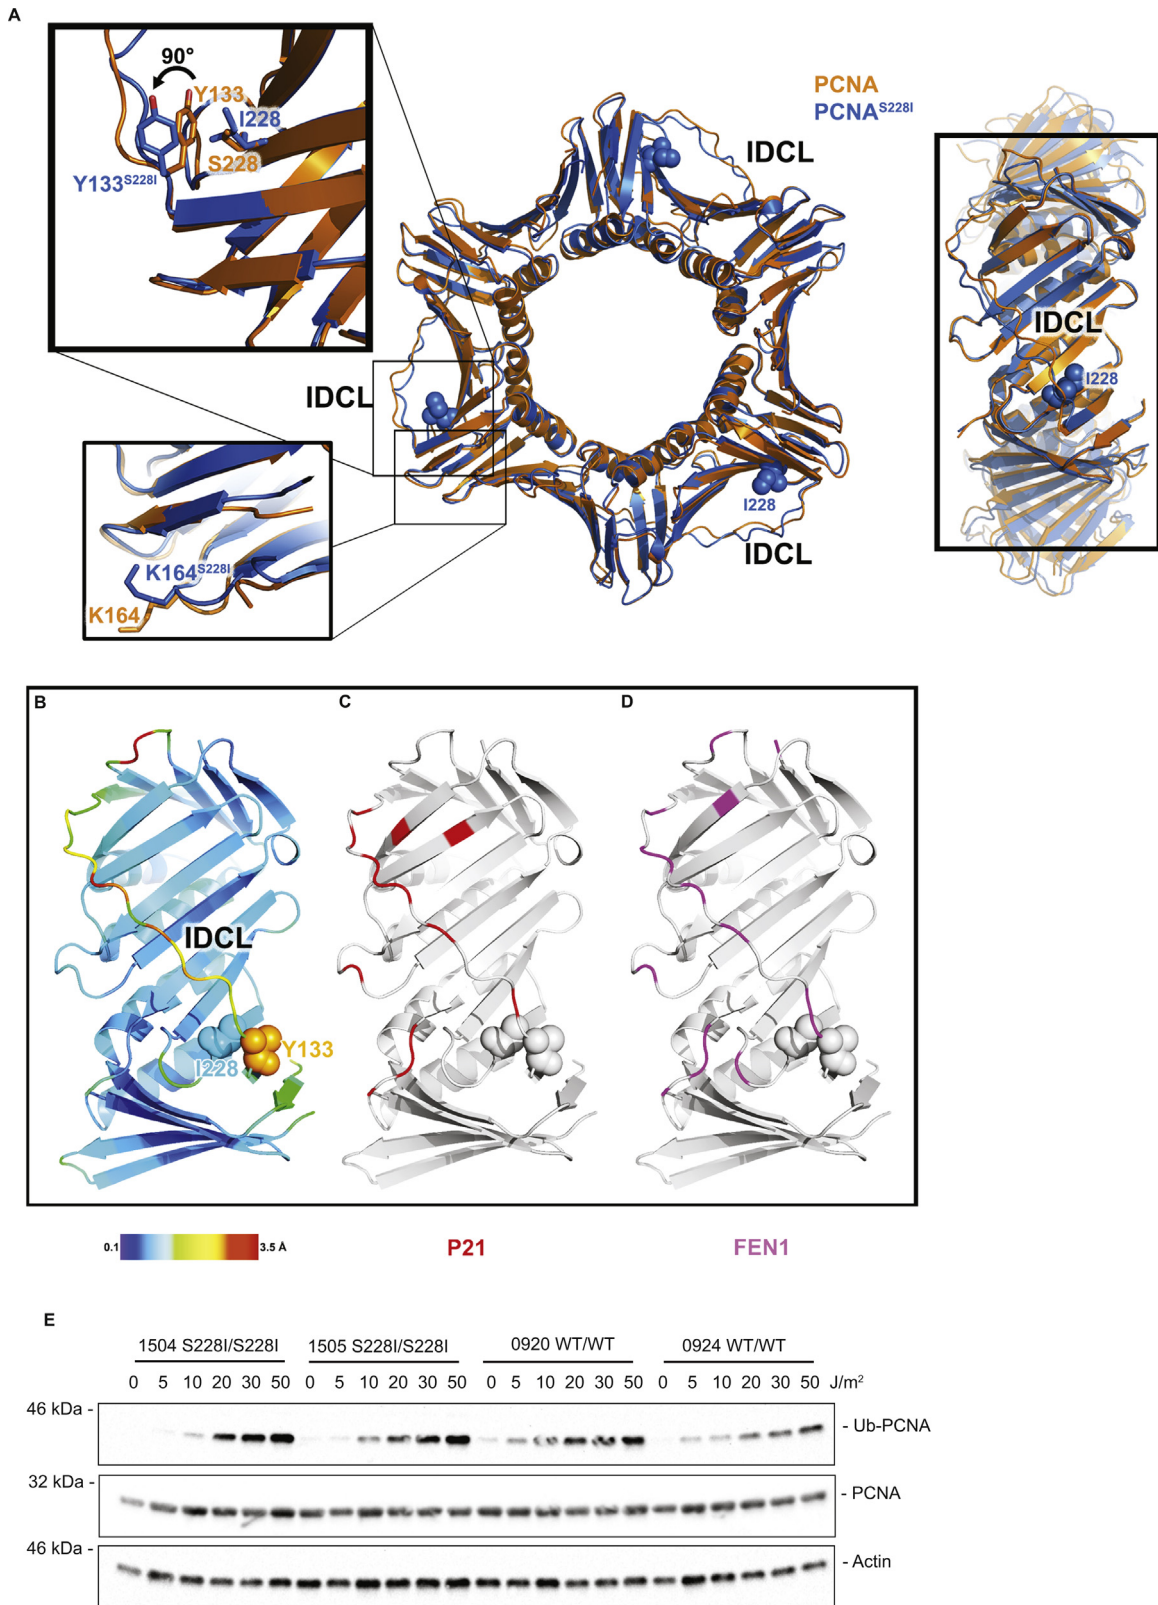 A
90°
Y133
I228
S228
Y133S228I
PCNA
PCNAS228I
IDCL
IDCL
I228
IDCL
IDCL
I228
K164S228I
K164
B
C
D
IDCL
I228
Y133
0.1
3.5 Å
P21
FEN1
E
1504 S228I/S228I
1505 S228I/S228I
0920 WT/WT
0924 WT/WT
0 5 10 20 30 50 0 5 10 20 30 50 0 5 10 20 30 50 0 5 10 20 30 50 J/m²
46 kDa -
- Ub-PCNA
32 kDa -
- PCNA
46 kDa -
- Actin